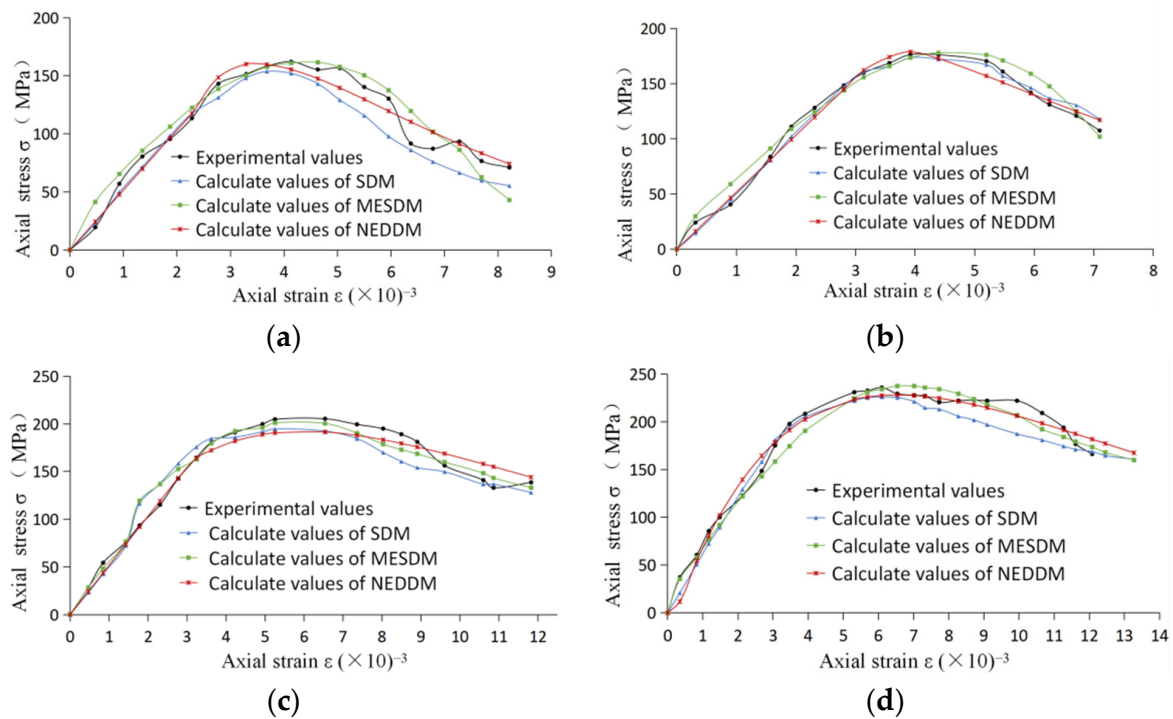 200
150
100
50
0
Axial stress σ ( MPa)
Experimental values
Calculate values of SDM
Calculate values of MESDM
Calculate values of NEDDM
0 1 2 3 4 5 6 7 8 9
Axial strain ε (×10)⁻³
(a)
200
150
100
50
0
Axial stress σ ( MPa)
Experimental values
Calculate values of SDM
Calculate values of MESDM
Calculate values of NEDDM
0 1 2 3 4 5 6 7 8
Axial strain ε (×10)⁻³
(b)
250
200
150
100
50
0
Axial stress σ ( MPa)
Experimental values
Calculate values of SDM
Calculate values of MESDM
Calculate values of NEDDM
0 1 2 3 4 5 6 7 8 9 10 11 12
Axial strain ε (×10)⁻³
(c)
250
200
150
100
50
0
Axial stress σ ( MPa)
Experimental values
Calculate values of SDM
Calculate values of MESDM
Calculate values of NEDDM
0 1 2 3 4 5 6 7 8 9 10 11 12 13 14
Axial strain ε (×10)⁻³
(d)